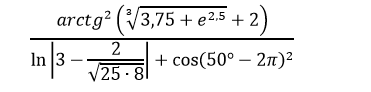 arctg² (∛3,75 + e^2,5 + 2)
ln|3 − 2/√25 · 8| + cos(50° − 2π)²